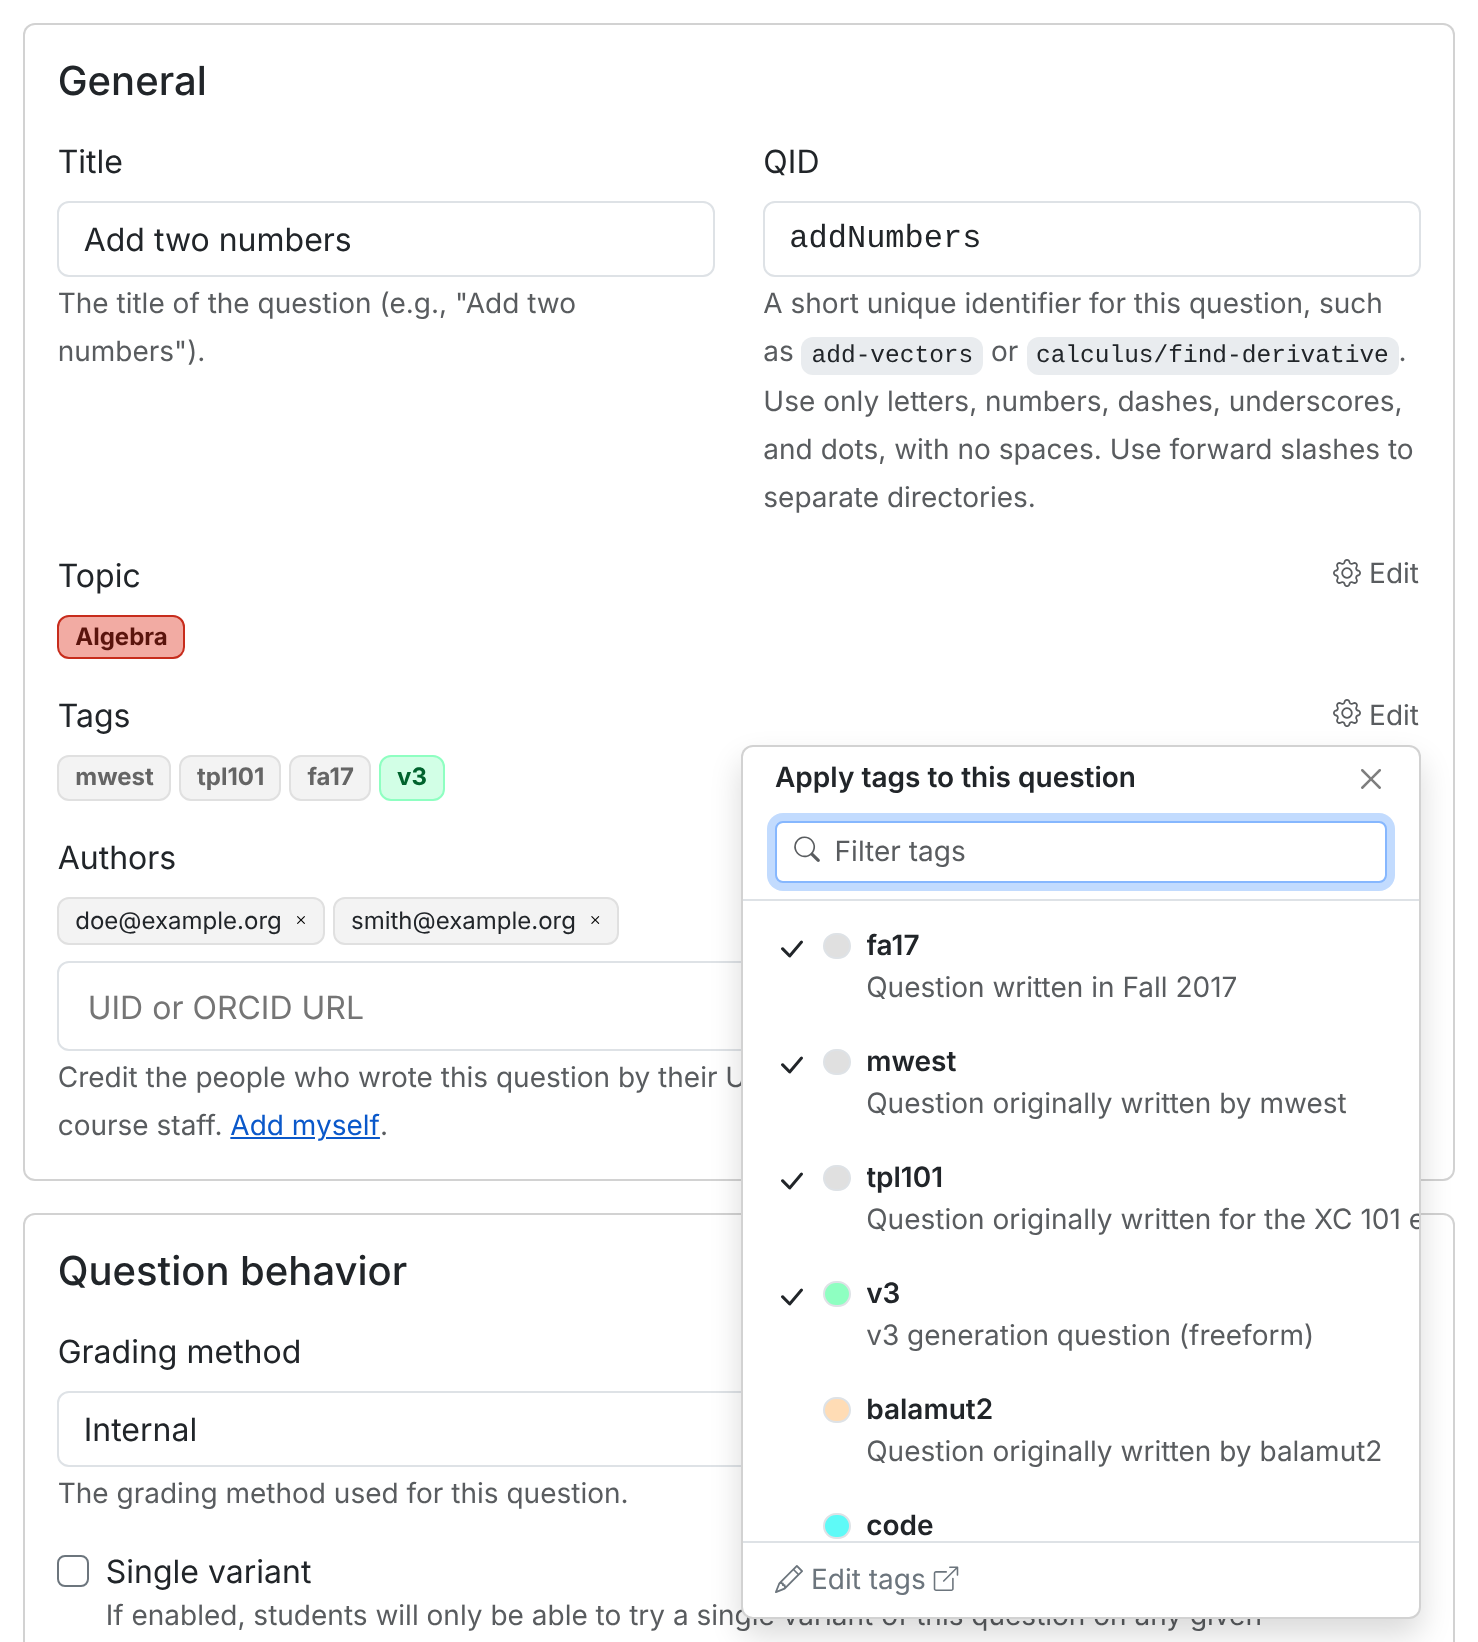 General
Title
QID
Add two numbers
addNumbers
The title of the question (e.g., "Add two
numbers").
A short unique identifier for this question, such
as add-vectors or calculus/find-derivative.
Use only letters, numbers, dashes, underscores,
and dots, with no spaces. Use forward slashes to
separate directories.
Topic
Edit
Algebra
Tags
Edit
mwest tpl101 fa17 v3
Authors
doe@example.org × smith@example.org ×
UID or ORCID URL
Credit the people who wrote this question by their
course staff. Add myself.
Apply tags to this question
Filter tags
fa17
Question written in Fall 2017
mwest
Question originally written by mwest
tpl101
Question originally written for the XC 101
v3
v3 generation question (freeform)
balamut2
Question originally written by balamut2
code
Edit tags
Question behavior
Grading method
Internal
The grading method used for this question.
Single variant
If enabled, students will only be able to try a single variant of this question on any given